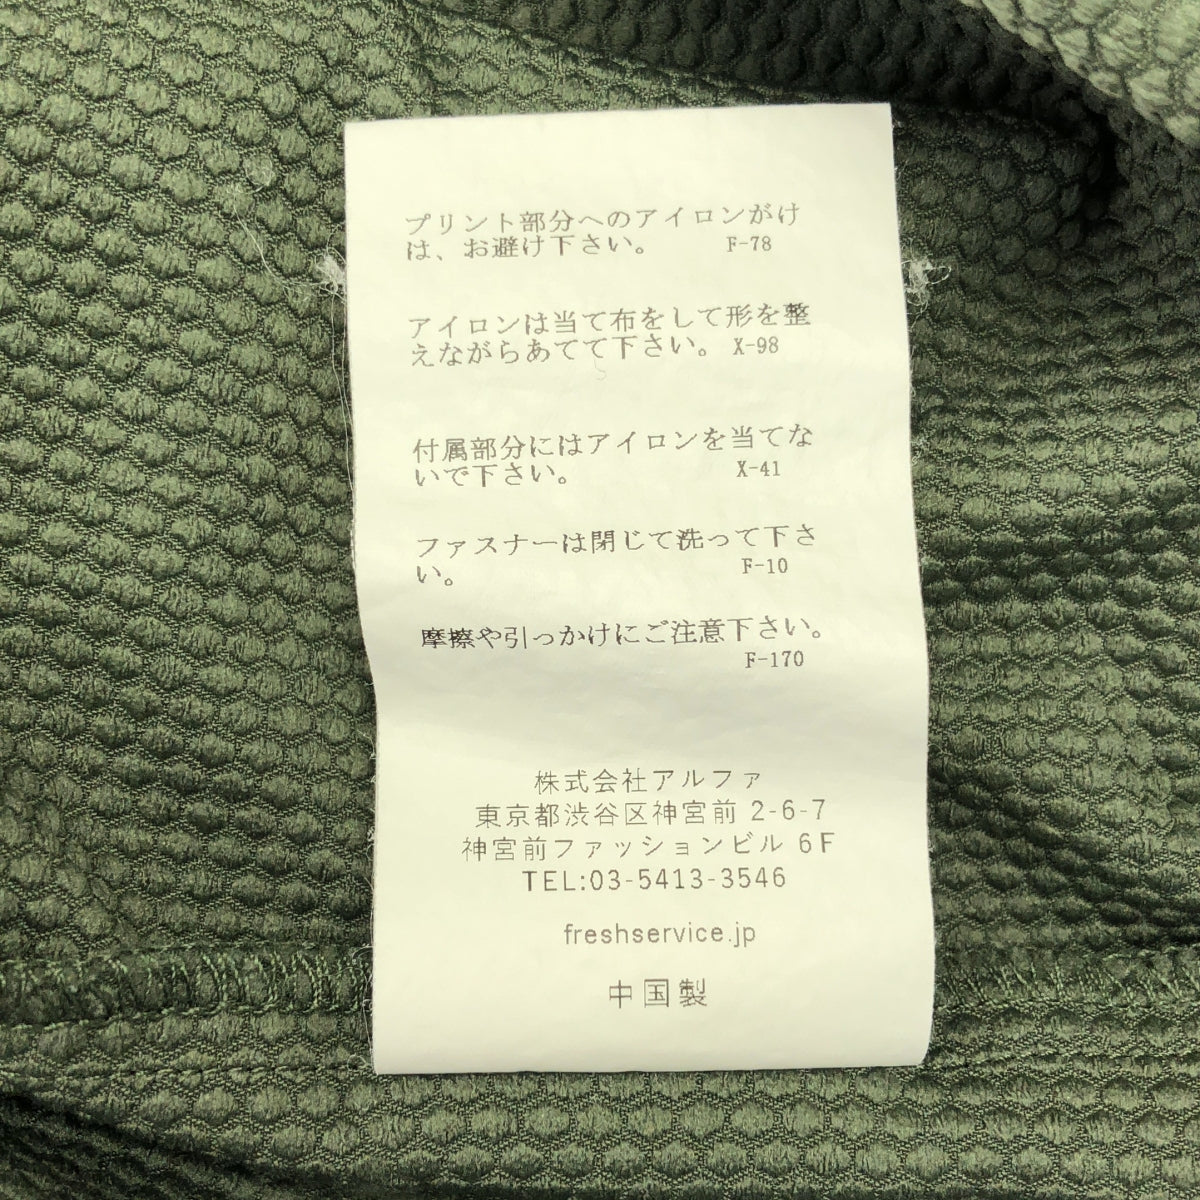 プリント部分へのアイロンがけ
は、お避け下さい。 F-78
アイロンは当て布をして形を整
えながらあてて下さい。 X-98
付属部分にはアイロンを当てな
いで下さい。 X-41
ファスナーは閉じて洗って下さ
い。 F-10
摩擦や引っかけにご注意下さい。
F-170
株式会社アルファ
東京都渋谷区神宮前 2-6-7
神宮前ファッションビル 6F
TEL:03-5413-3546
freshservice.jp
中国製